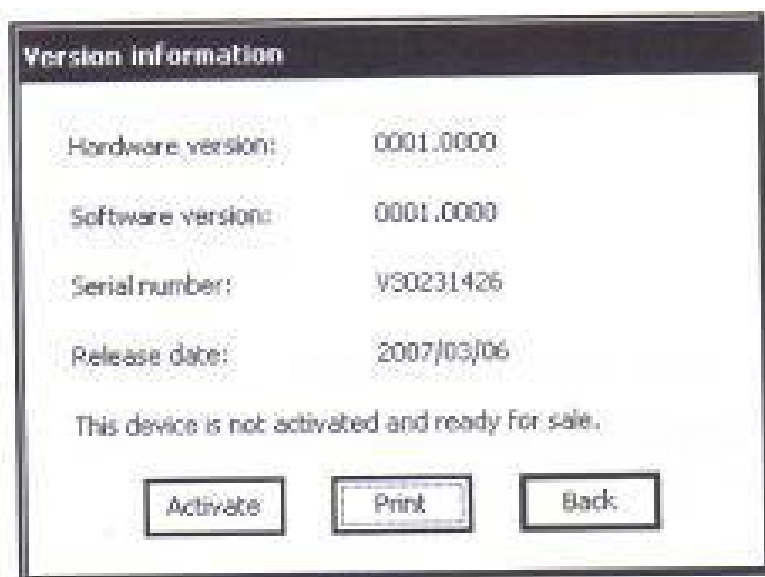 Version information
Hardware version: 0001.0000
Software version: 0001.0000
Serial number: V30231426
Release date: 2007/03/06
This device is not activated and ready for sale.
Activate Print Back